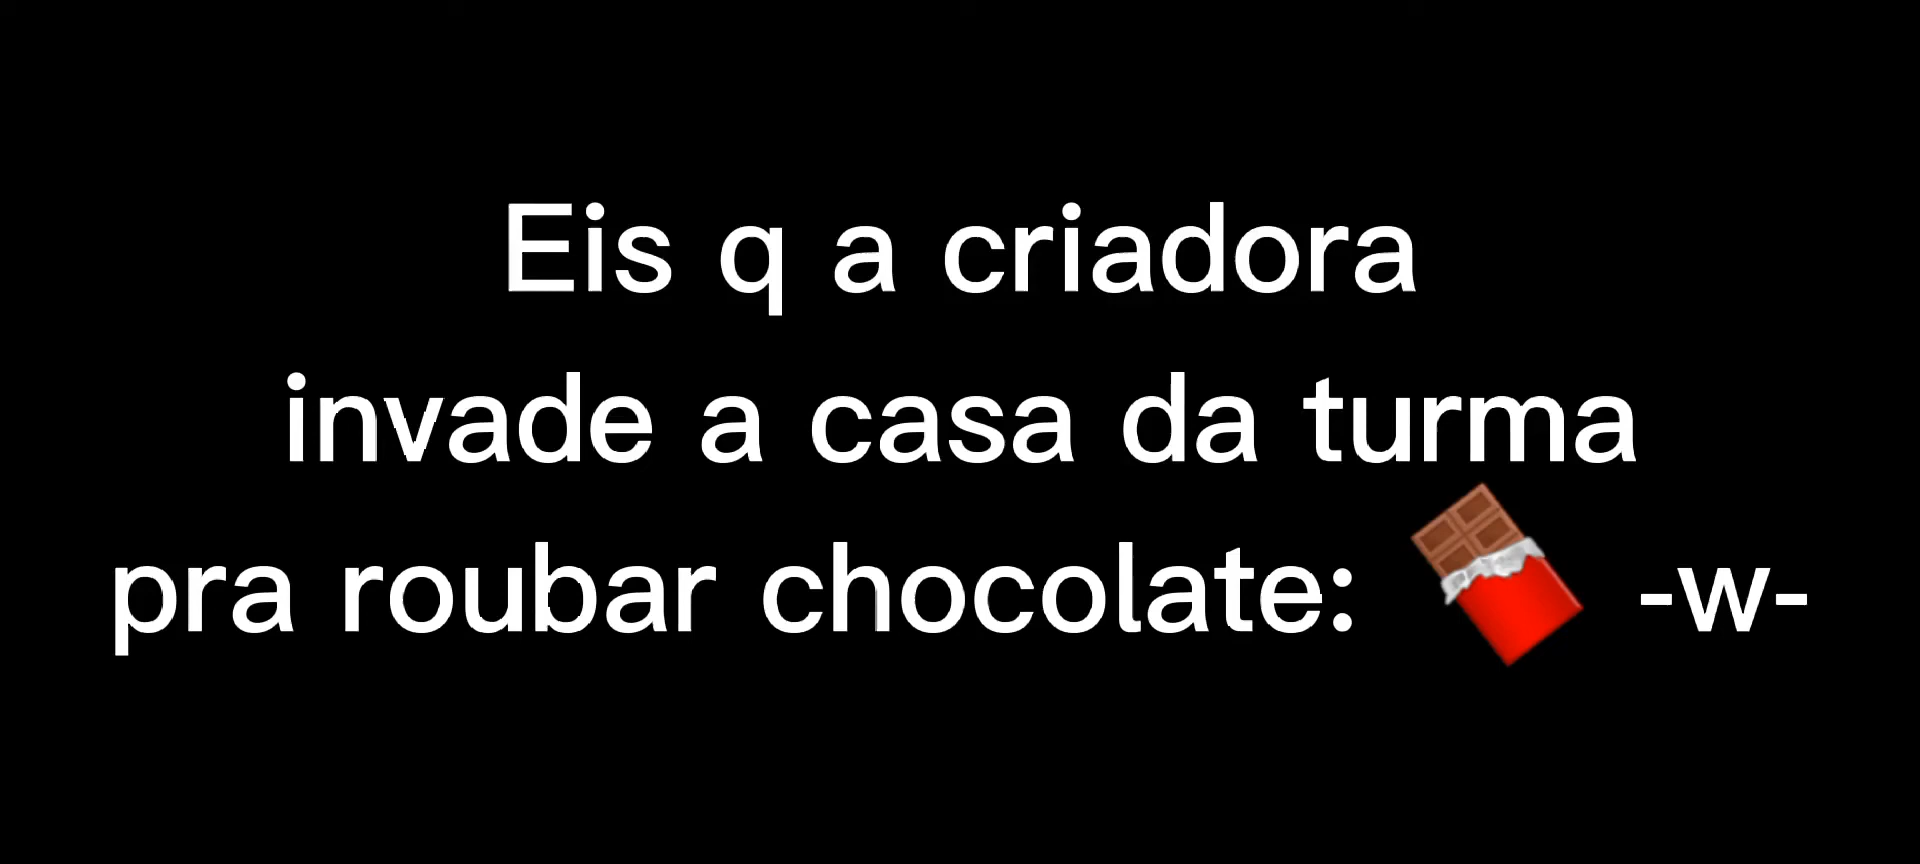 Eis q a criadora
invade a casa da turma
pra roubar chocolate: 🍫 -w-